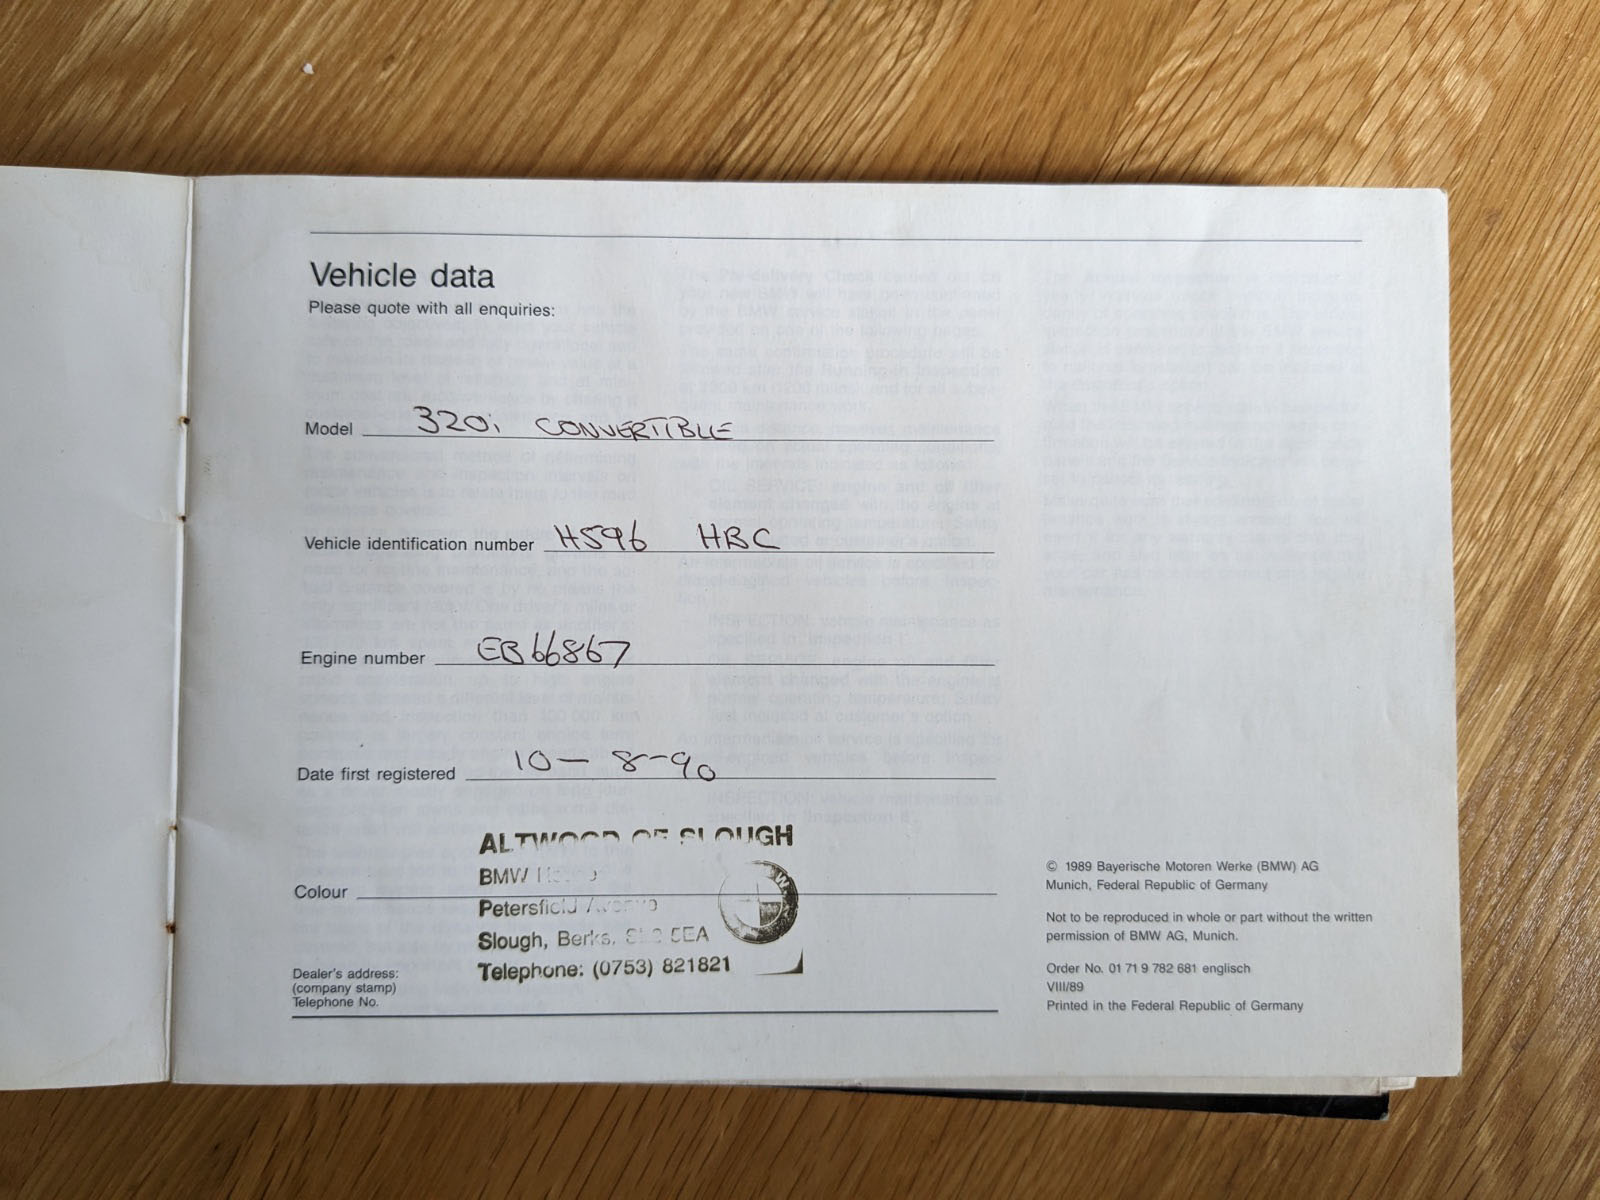 Vehicle data
Please quote with all enquiries:
Model 320i CONVERTIBLE
Vehicle identification number H596 HBC
Engine number EB66867
Date first registered 10-8-90
ALTWOOD OF SLOUGH
BMW
Colour
Petersfield Avenue
Slough, Berks. 5EA
Telephone: (0753) 821821
Dealer's address:
(company stamp)
Telephone No.
© 1989 Bayerische Motoren Werke (BMW) AG
Munich, Federal Republic of Germany
Not to be reproduced in whole or part without the written
permission of BMW AG, Munich.
Order No. 01 71 9 782 681 englisch
VIII/89
Printed in the Federal Republic of Germany